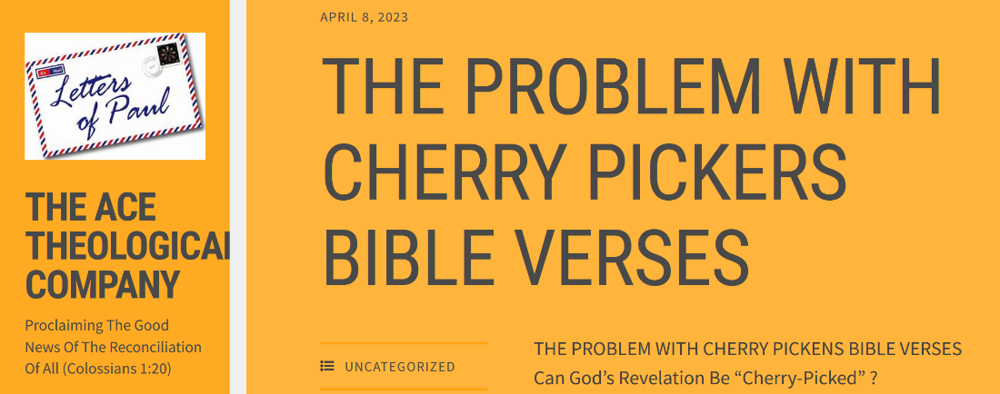 Air Mail
Letters
of Paul
THE ACE
THEOLOGICAL
COMPANY
Proclaiming The Good
News Of The Reconciliation
Of All (Colossians 1:20)
APRIL 8, 2023
THE PROBLEM WITH
CHERRY PICKERS
BIBLE VERSES
UNCATEGORIZED
THE PROBLEM WITH CHERRY PICKENS BIBLE VERSES
Can God’s Revelation Be “Cherry-Picked” ?